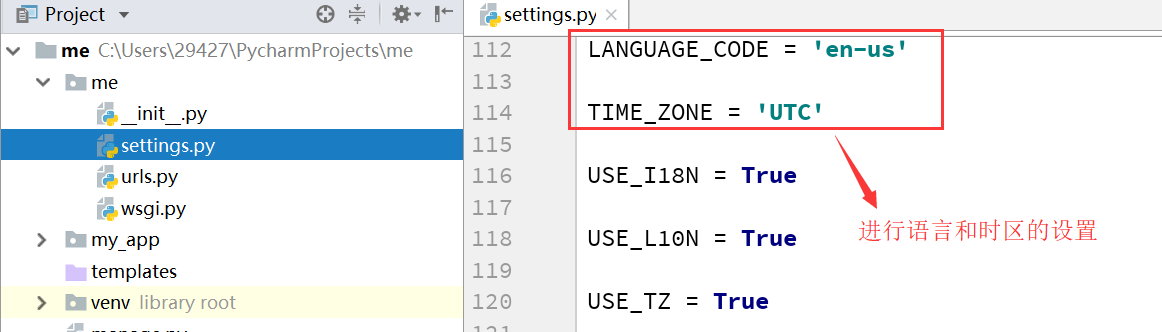 Project
settings.py
me C:\Users\29427\PycharmProjects\me
me
__init__.py
settings.py
urls.py
wsgi.py
my_app
templates
venv library root
112 LANGUAGE_CODE = 'en-us'
113
114 TIME_ZONE = 'UTC'
115
116 USE_I18N = True
117
118 USE_L10N = True
119
120 USE_TZ = True
进行语言和时区的设置